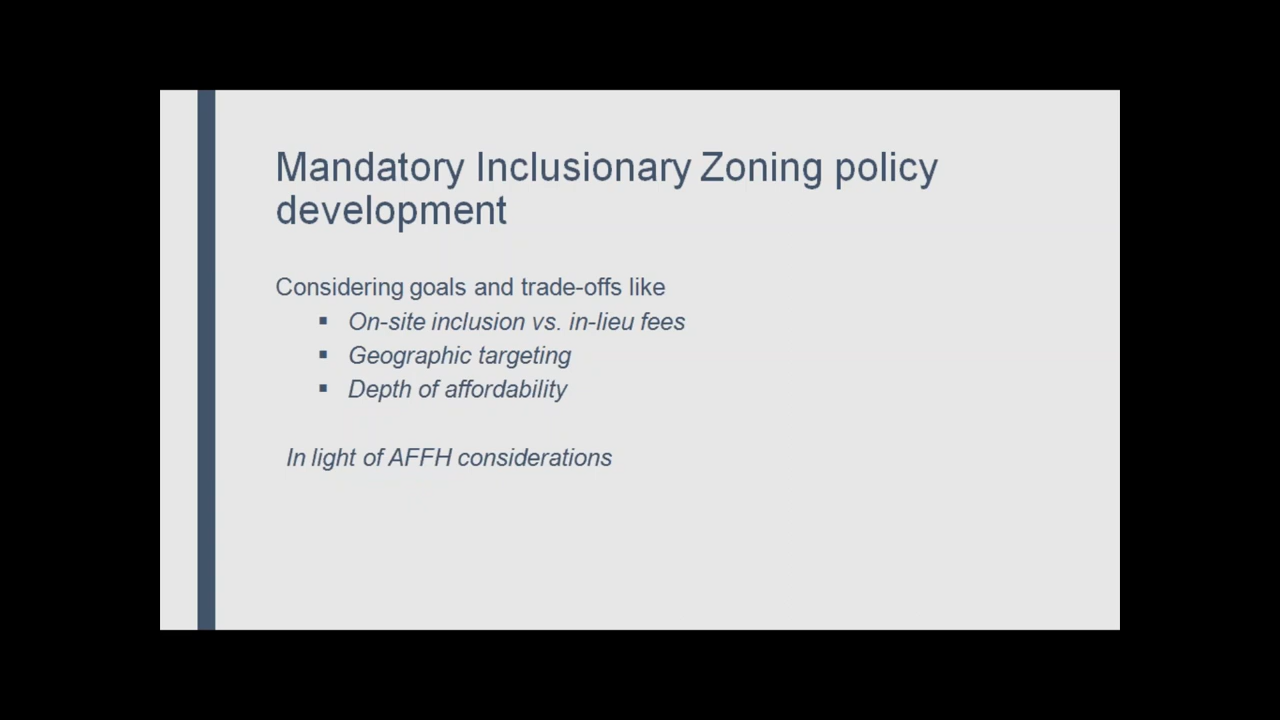 Mandatory Inclusionary Zoning policy
development
Considering goals and trade-offs like
▪ On-site inclusion vs. in-lieu fees
▪ Geographic targeting
▪ Depth of affordability
In light of AFFH considerations